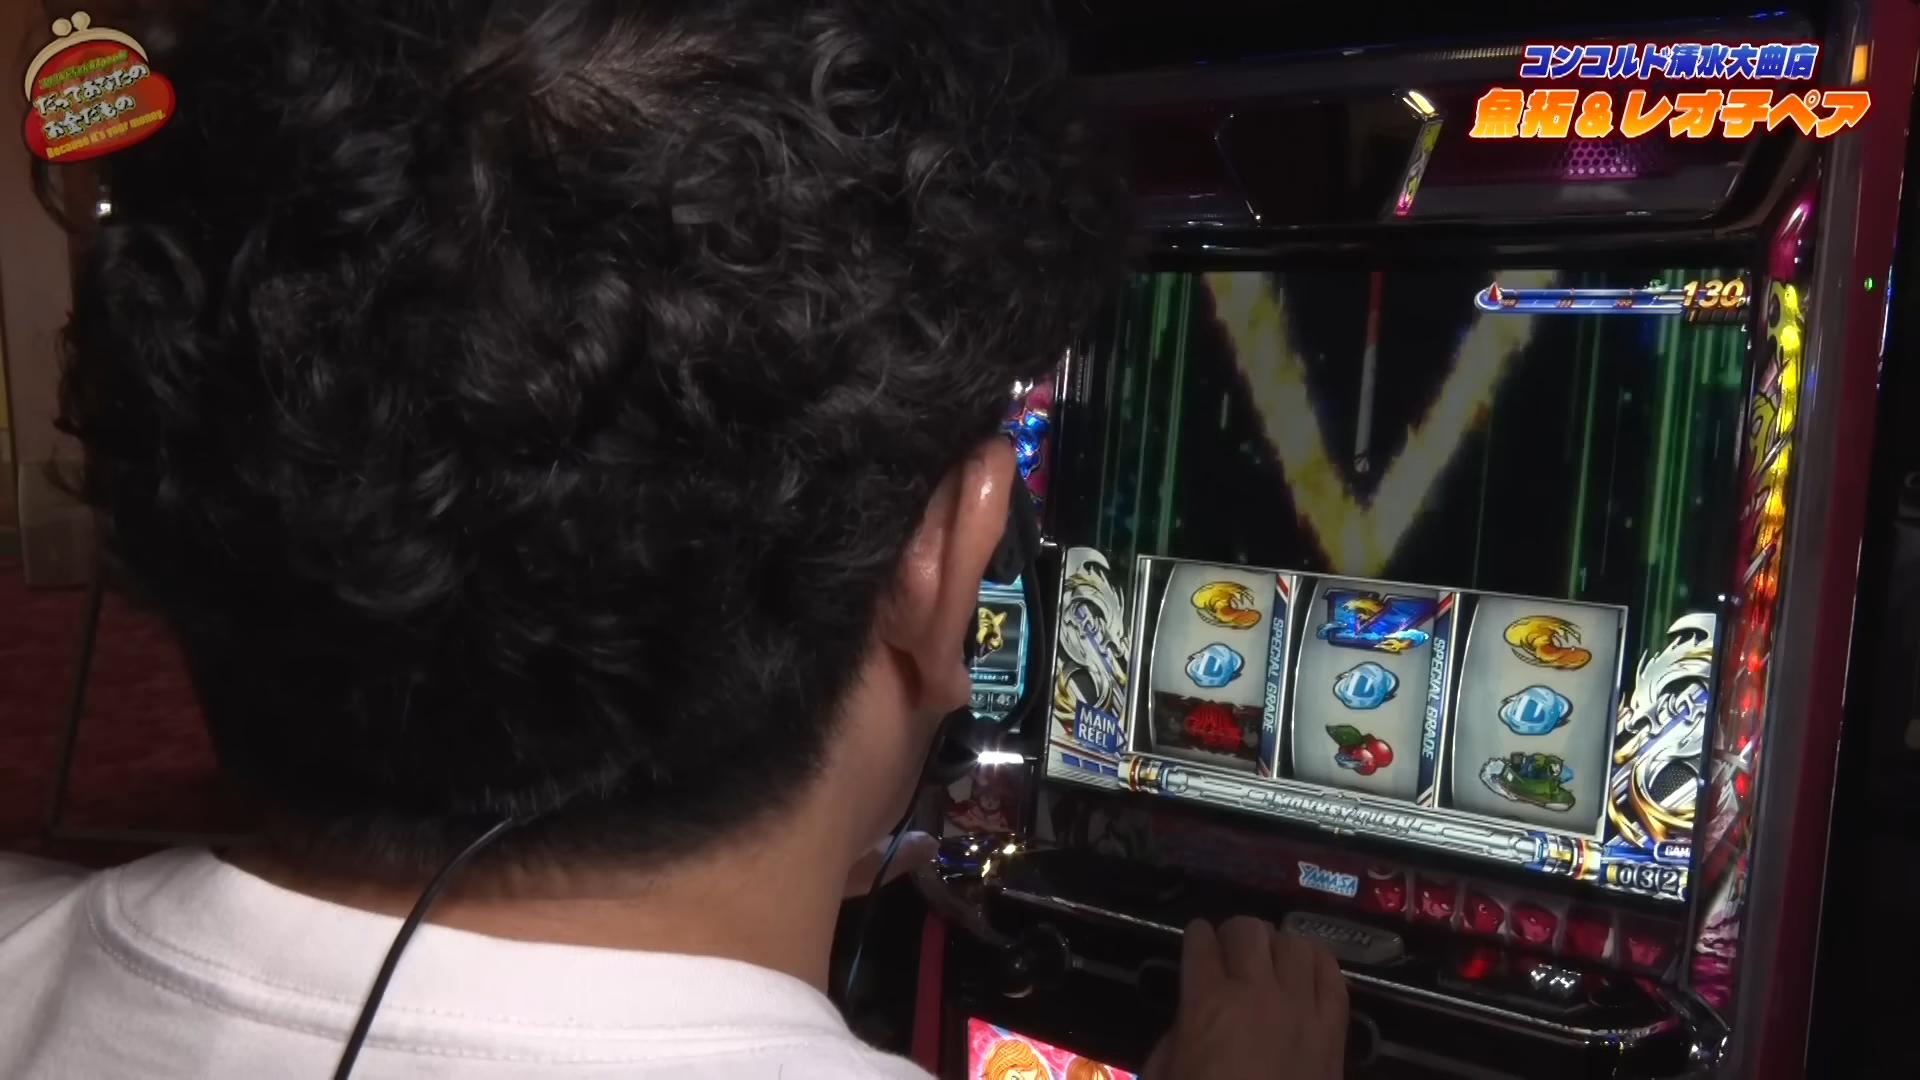 だってあなたの
お金だもの
Because it's your money.
コンコルド清水大曲店
魚拓&レオ子ペア
130
SPECIAL GRADE
SPECIAL GRADE
MAIN
REEL
MONKEY TURN V
YAMASA
032
PUSH